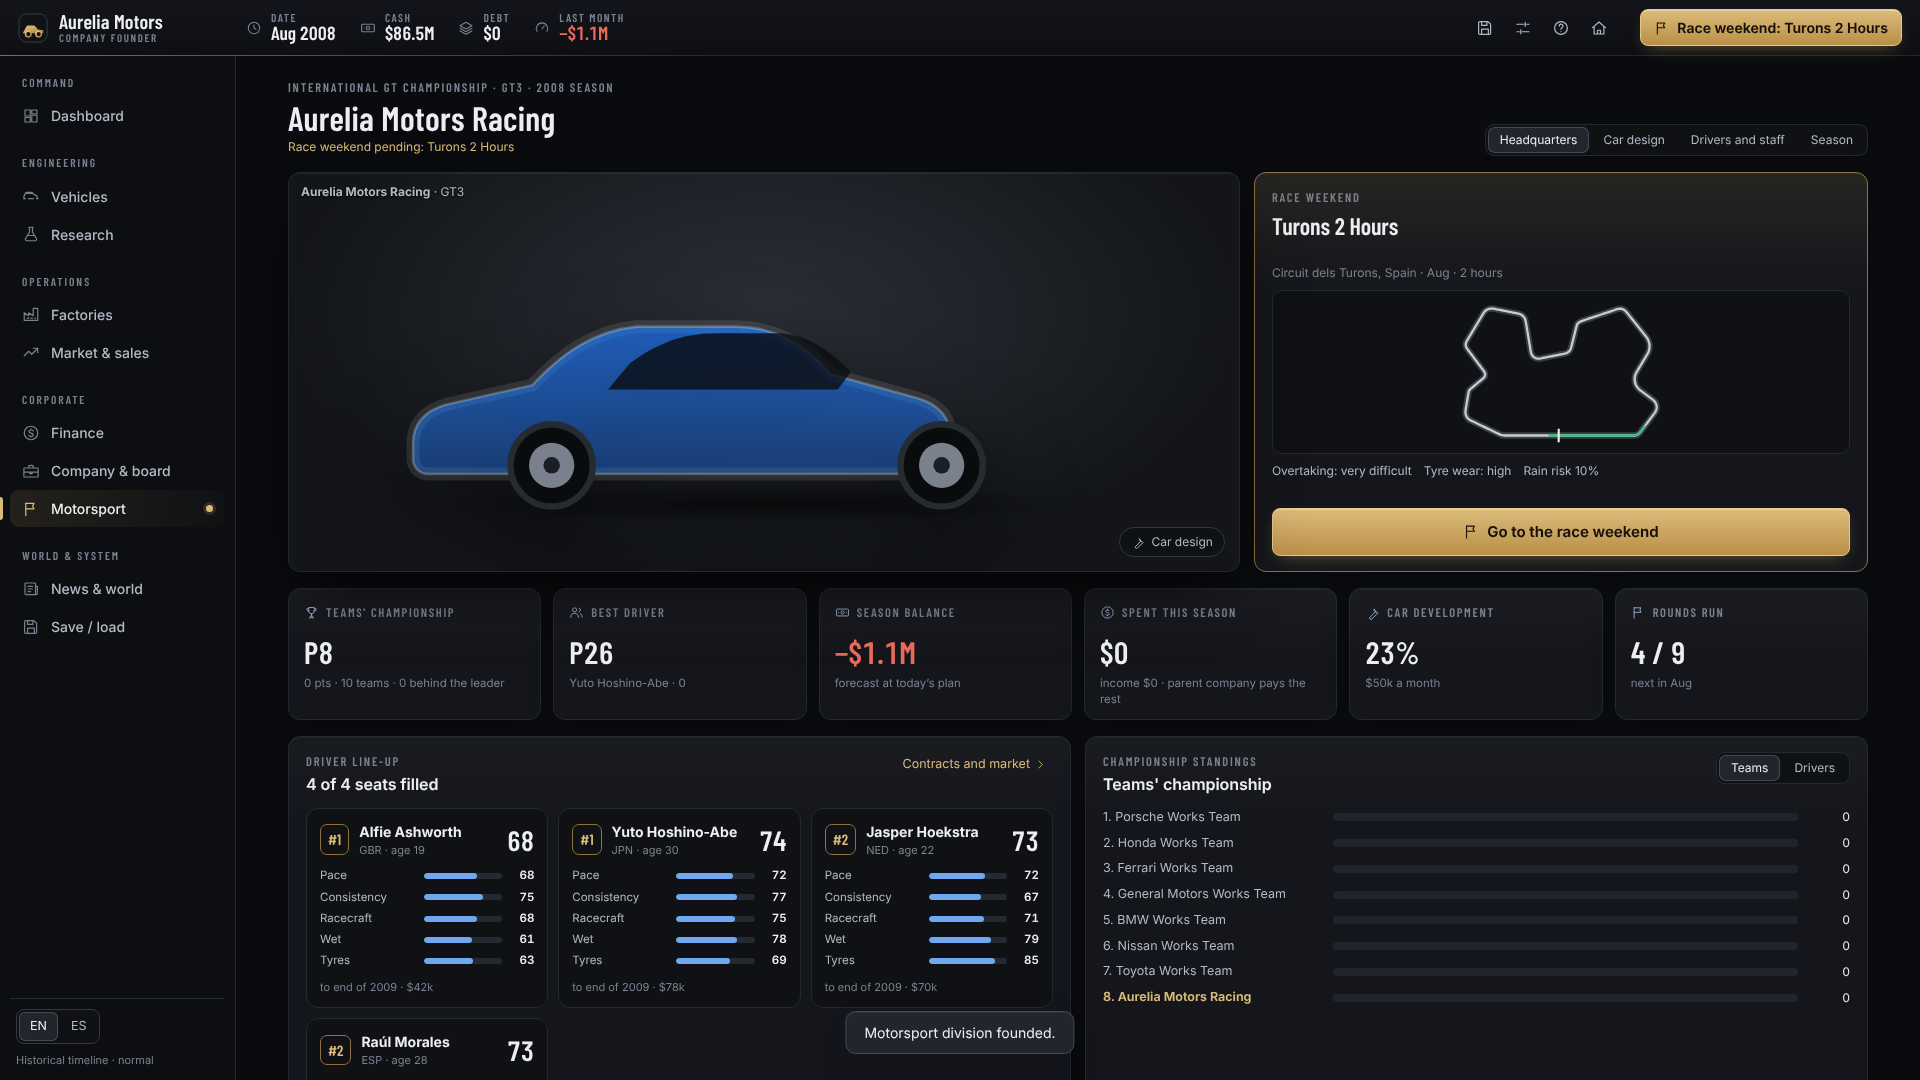 Aurelia Motors
COMPANY FOUNDER
DATE
Aug 2008
CASH
$86.5M
DEBT
$0
LAST MONTH
−$1.1M
Race weekend: Turons 2 Hours
COMMAND
Dashboard
ENGINEERING
Vehicles
Research
OPERATIONS
Factories
Market & sales
CORPORATE
Finance
Company & board
Motorsport
WORLD & SYSTEM
News & world
Save / load
EN ES
Historical timeline · normal
INTERNATIONAL GT CHAMPIONSHIP · GT3 · 2008 SEASON
Aurelia Motors Racing
Race weekend pending: Turons 2 Hours
Headquarters Car design Drivers and staff Season
Aurelia Motors Racing · GT3
Car design
RACE WEEKEND
Turons 2 Hours
Circuit dels Turons, Spain · Aug · 2 hours
Overtaking: very difficult Tyre wear: high Rain risk 10%
Go to the race weekend
TEAMS' CHAMPIONSHIP
P8
0 pts · 10 teams · 0 behind the leader
BEST DRIVER
P26
Yuto Hoshino-Abe · 0
SEASON BALANCE
−$1.1M
forecast at today's plan
SPENT THIS SEASON
$0
income $0 · parent company pays the
rest
CAR DEVELOPMENT
23%
$50k a month
ROUNDS RUN
4 / 9
next in Aug
DRIVER LINE-UP
4 of 4 seats filled
Contracts and market
#1 Alfie Ashworth 68
GBR · age 19
Pace 68
Consistency 75
Racecraft 68
Wet 61
Tyres 63
to end of 2009 · $42k
#1 Yuto Hoshino-Abe 74
JPN · age 30
Pace 72
Consistency 77
Racecraft 75
Wet 78
Tyres 69
to end of 2009 · $78k
#2 Jasper Hoekstra 73
NED · age 22
Pace 72
Consistency 67
Racecraft 71
Wet 79
Tyres 85
to end of 2009 · $70k
#2 Raúl Morales 73
ESP · age 28
CHAMPIONSHIP STANDINGS
Teams' championship
Teams Drivers
1. Porsche Works Team 0
2. Honda Works Team 0
3. Ferrari Works Team 0
4. General Motors Works Team 0
5. BMW Works Team 0
6. Nissan Works Team 0
7. Toyota Works Team 0
8. Aurelia Motors Racing 0
Motorsport division founded.